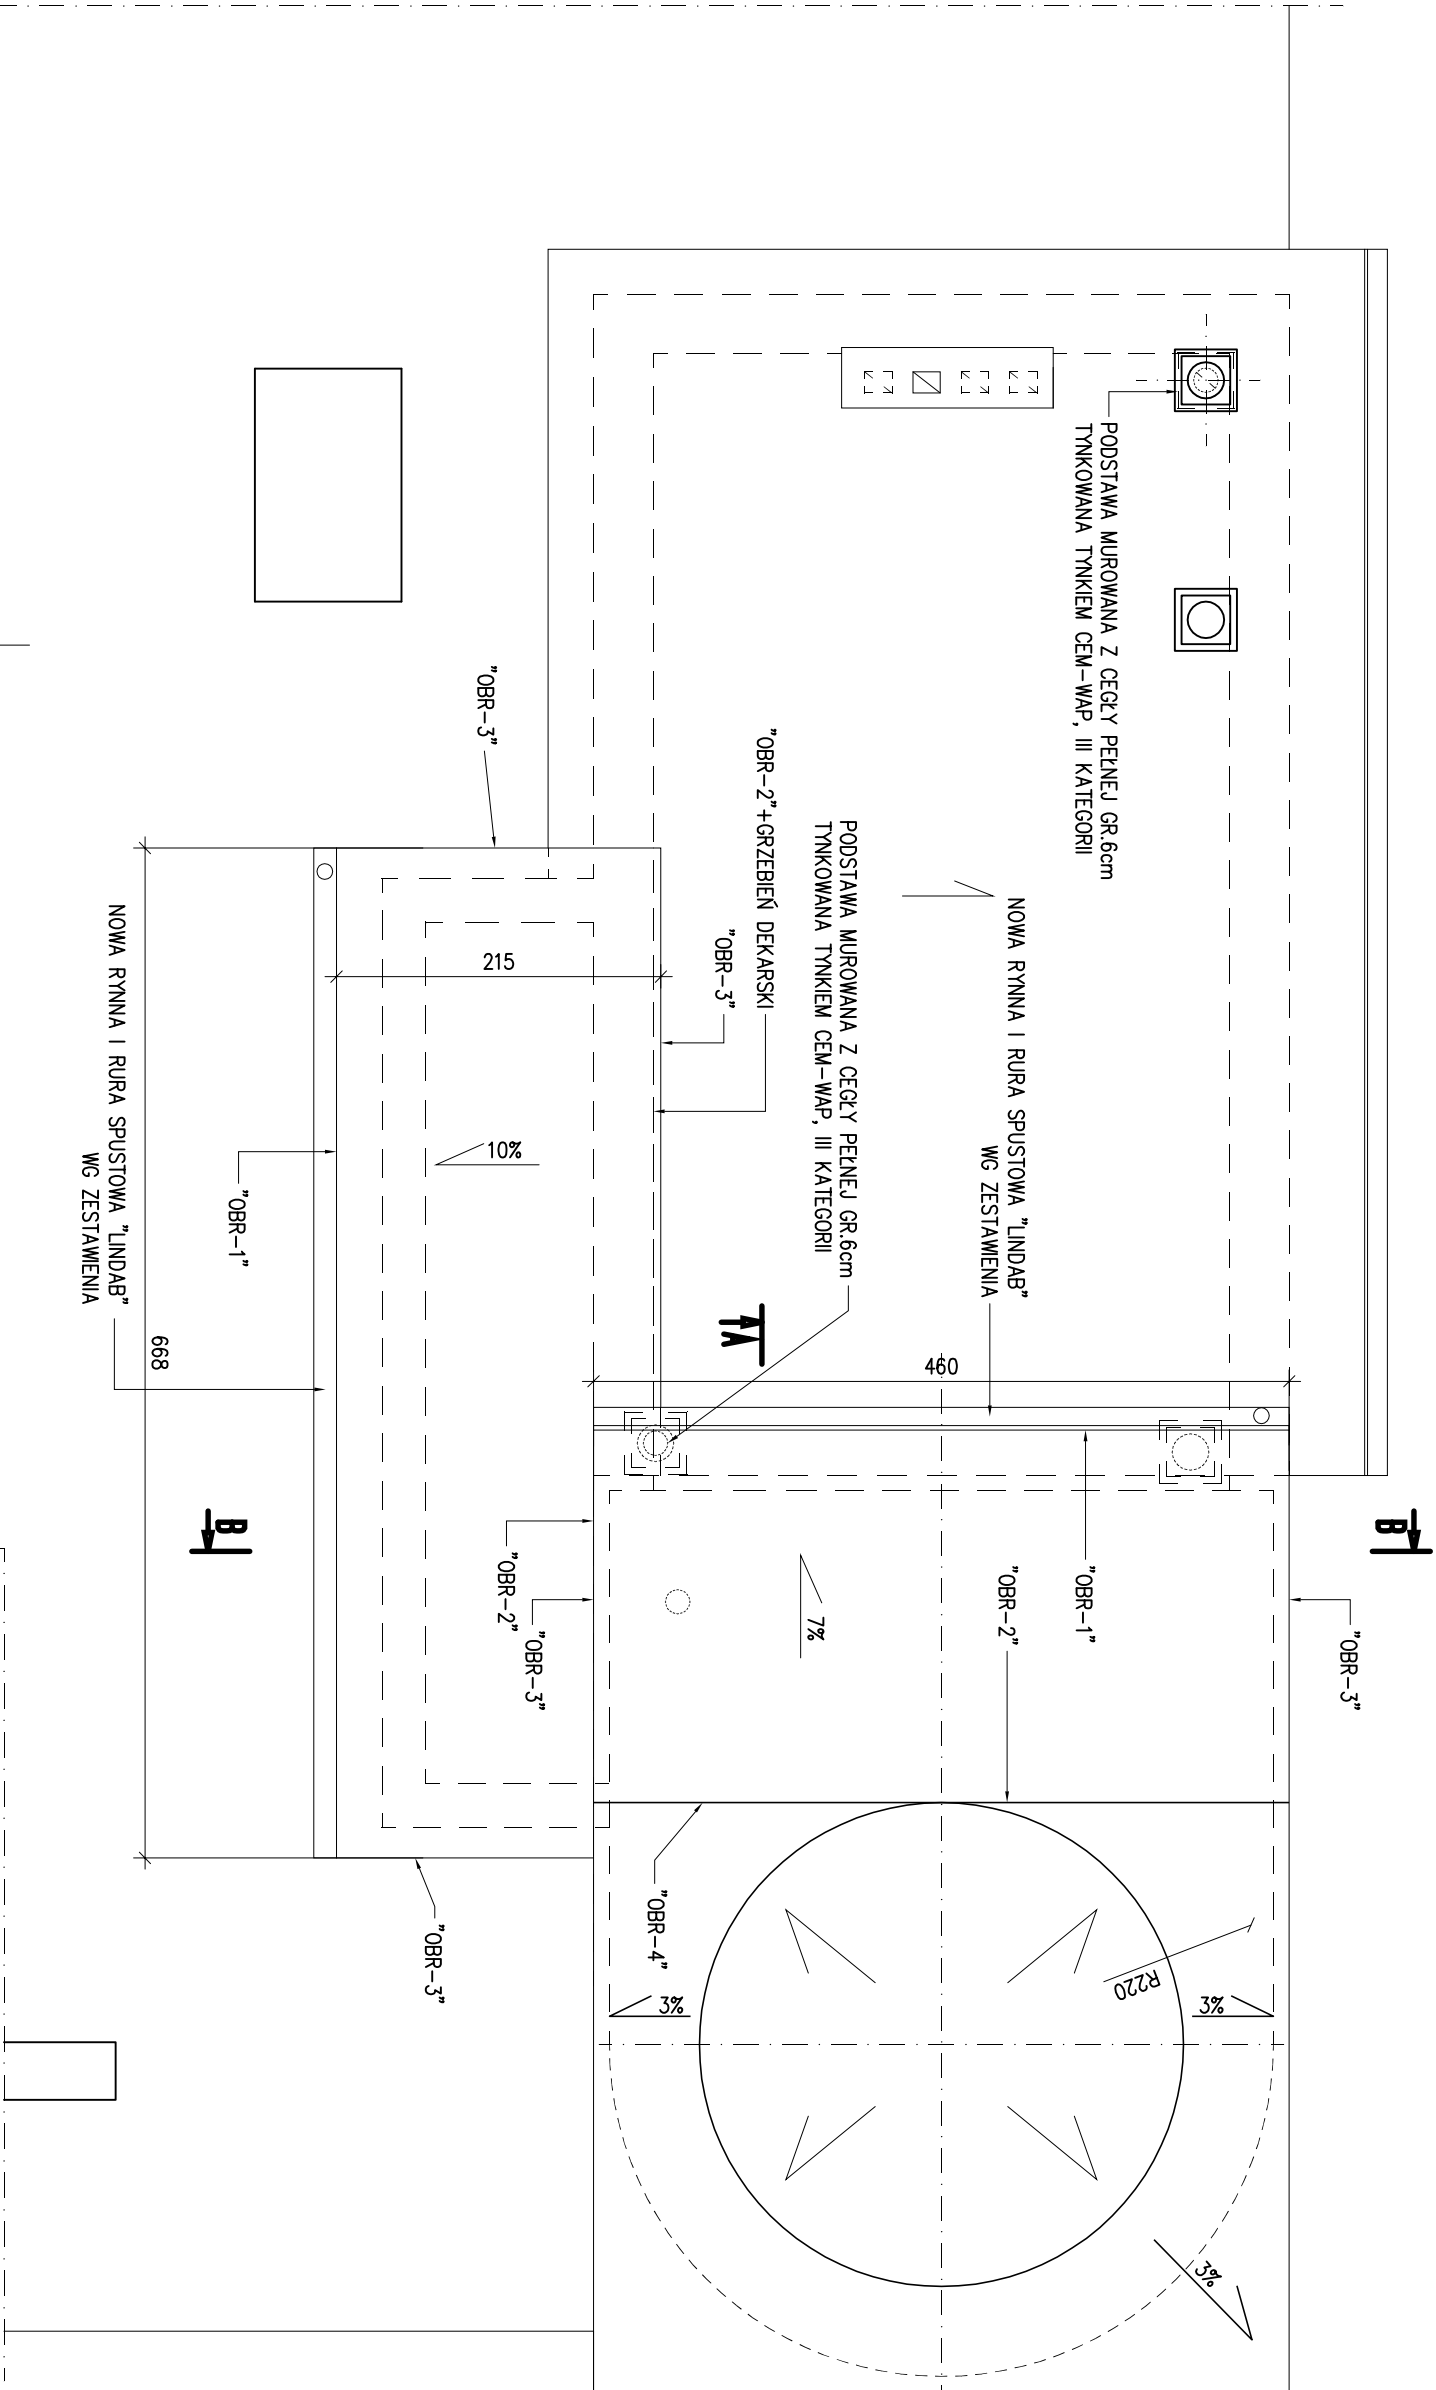 PODSTAWA MUROWANA Z CEGŁY PEŁNEJ GR.6cm
TYNKOWANA TYNKIEM CEM-WAP, III KATEGORII
"OBR-3"
"OBR-2"+GRZEBIEŃ DEKARSKI
"OBR-3"
PODSTAWA MUROWANA Z CEGŁY PEŁNEJ GR.6cm
TYNKOWANA TYNKIEM CEM-WAP, III KATEGORII
NOWA RYNNA I RURA SPUSTOWA "LINDAB"
WG ZESTAWIENIA
NOWA RYNNA I RURA SPUSTOWA "LINDAB"
WG ZESTAWIENIA
215
10%
"OBR-1"
668
460
A
B
B
"OBR-2"
"OBR-3"
7%
"OBR-2"
"OBR-1"
"OBR-3"
"OBR-4"
"OBR-3"
R220
3%
3%
3%